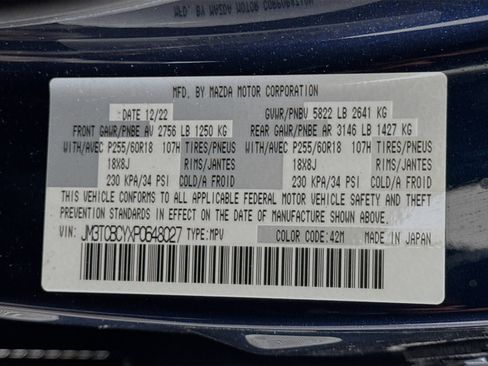 MFD. BY MAZDA MOTOR CORPORATION
DATE 12/22 GVWR/PNBV 5822 LB 2641 KG
FRONT GAWR/PNBE AV 2756 LB 1250 KG REAR GAWR/PNBE AR 3146 LB 1427 KG
WITH/AVEC P255/60R18 107H TIRES/PNEUS WITH/AVEC P255/60R18 107H TIRES/PNEUS
18X8J RIMS/JANTES 18X8J RIMS/JANTES
230 KPA/34 PSI COLD/A FROID 230 KPA/34 PSI COLD/A FROID
THIS VEHICLE CONFORMS TO ALL APPLICABLE FEDERAL MOTOR VEHICLE SAFETY, BUMPER, AND THEFT
PREVENTION STANDARDS IN EFFECT ON THE DATE OF MANUFACTURE SHOWN ABOVE.
VIN: JM3TCBCYXP0648027 TYPE: MPV COLOR CODE: 42M MADE IN JAPAN